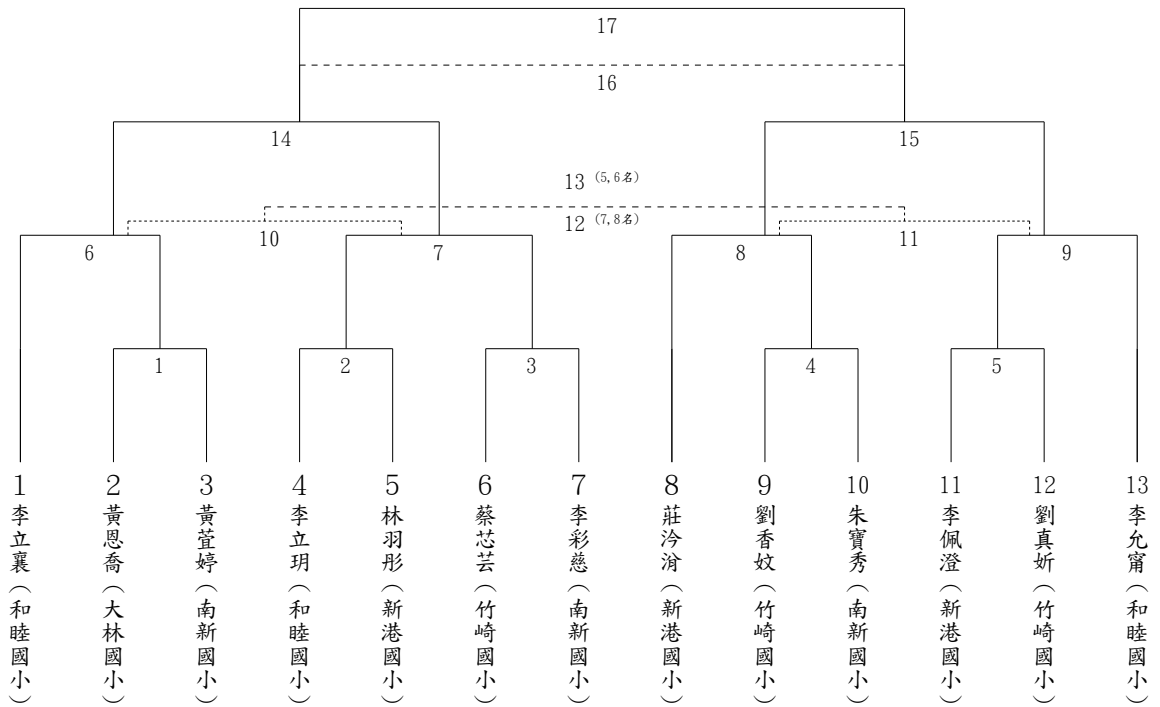 17
16
14
15
13 (5,6名)
12 (7,8名)
10
11
6
7
8
9
1
2
3
4
5
1 李立襄(和睦國小)
2 黃恩喬(大林國小)
3 黃萓婷(南新國小)
4 李立玥(和睦國小)
5 林羽彤(新港國小)
6 蔡芯芸(竹崎國小)
7 李彩慈(南新國小)
8 莊汵湑(新港國小)
9 劉香妏(竹崎國小)
10 朱寶秀(南新國小)
11 李佩澄(新港國小)
12 劉真妡(竹崎國小)
13 李允甯(和睦國小)